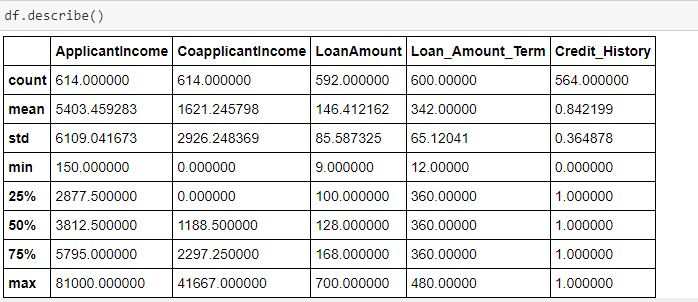 df.describe()
ApplicantIncome CoapplicantIncome LoanAmount Loan_Amount_Term Credit_History
count 614.000000 614.000000 592.000000 600.00000 564.000000
mean 5403.459283 1621.245798 146.412162 342.00000 0.842199
std 6109.041673 2926.248369 85.587325 65.12041 0.364878
min 150.000000 0.000000 9.000000 12.00000 0.000000
25% 2877.500000 0.000000 100.000000 360.00000 1.000000
50% 3812.500000 1188.500000 128.000000 360.00000 1.000000
75% 5795.000000 2297.250000 168.000000 360.00000 1.000000
max 81000.000000 41667.000000 700.000000 480.00000 1.000000